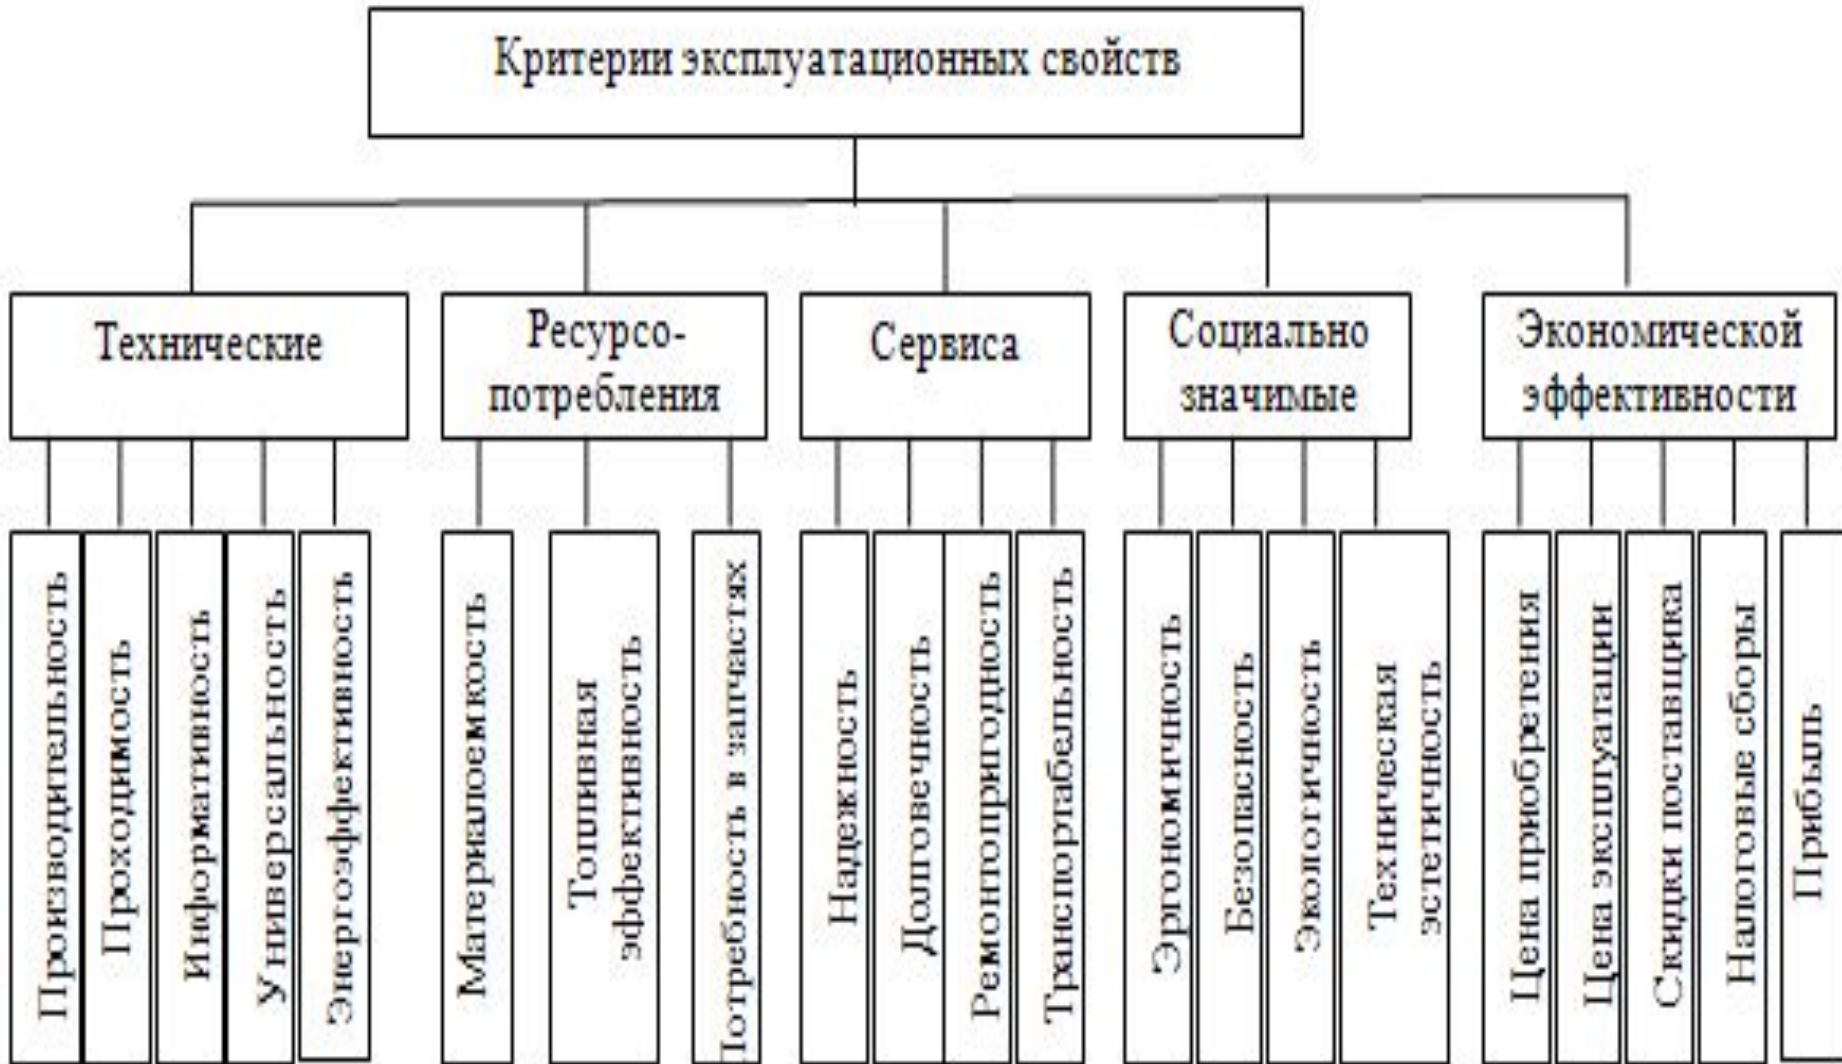 Критерии эксплуатационных свойств
Технические
Ресурсо-
потребления
Сервиса
Социально
значимые
Экономической
эффективности
Производительность
Проходимость
Информативность
Универсальность
Энергоэффективность
Материалоемкость
Топливная
эффективность
Потребность в запчастях
Надежность
Долговечность
Ремонтопригодность
Транспортабельность
Эргономичность
Безопасность
Экологичность
Техническая
эстетичность
Цена приобретения
Цена эксплуатации
Скидки поставщика
Налоговые сборы
Прибыль